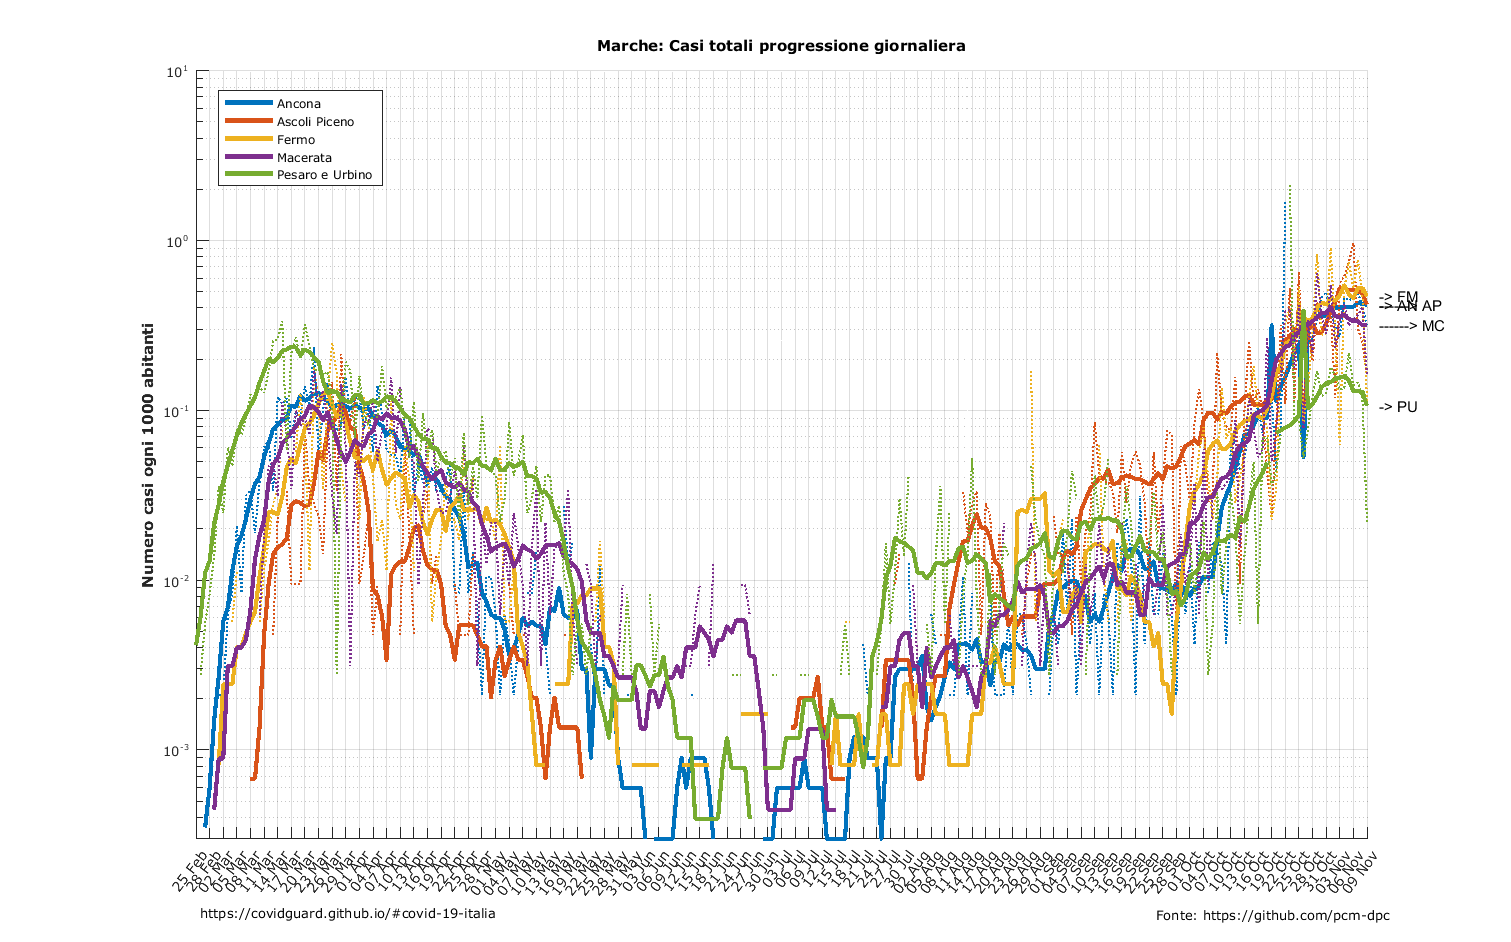 Marche: Casi totali progressione giornaliera
Numero casi ogni 1000 abitanti
10^1
10^0
10^-1
10^-2
10^-3
Ancona
Ascoli Piceno
Fermo
Macerata
Pesaro e Urbino
-> FM
-> AN AP
------> MC
-> PU
25 Feb
28 Feb
02 Mar
05 Mar
08 Mar
11 Mar
14 Mar
17 Mar
20 Mar
23 Mar
26 Mar
29 Mar
01 Apr
04 Apr
07 Apr
10 Apr
13 Apr
16 Apr
19 Apr
22 Apr
25 Apr
28 Apr
01 May
04 May
07 May
10 May
13 May
16 May
19 May
22 May
25 May
28 May
31 May
03 Jun
06 Jun
09 Jun
12 Jun
15 Jun
18 Jun
21 Jun
24 Jun
27 Jun
30 Jun
03 Jul
06 Jul
09 Jul
12 Jul
15 Jul
18 Jul
21 Jul
24 Jul
27 Jul
30 Jul
02 Aug
05 Aug
08 Aug
11 Aug
14 Aug
17 Aug
20 Aug
23 Aug
26 Aug
29 Aug
01 Sep
04 Sep
07 Sep
10 Sep
13 Sep
16 Sep
19 Sep
22 Sep
25 Sep
28 Sep
01 Oct
04 Oct
07 Oct
10 Oct
13 Oct
16 Oct
19 Oct
22 Oct
25 Oct
28 Oct
31 Oct
03 Nov
06 Nov
09 Nov
https://covidguard.github.io/#covid-19-italia
Fonte: https://github.com/pcm-dpc